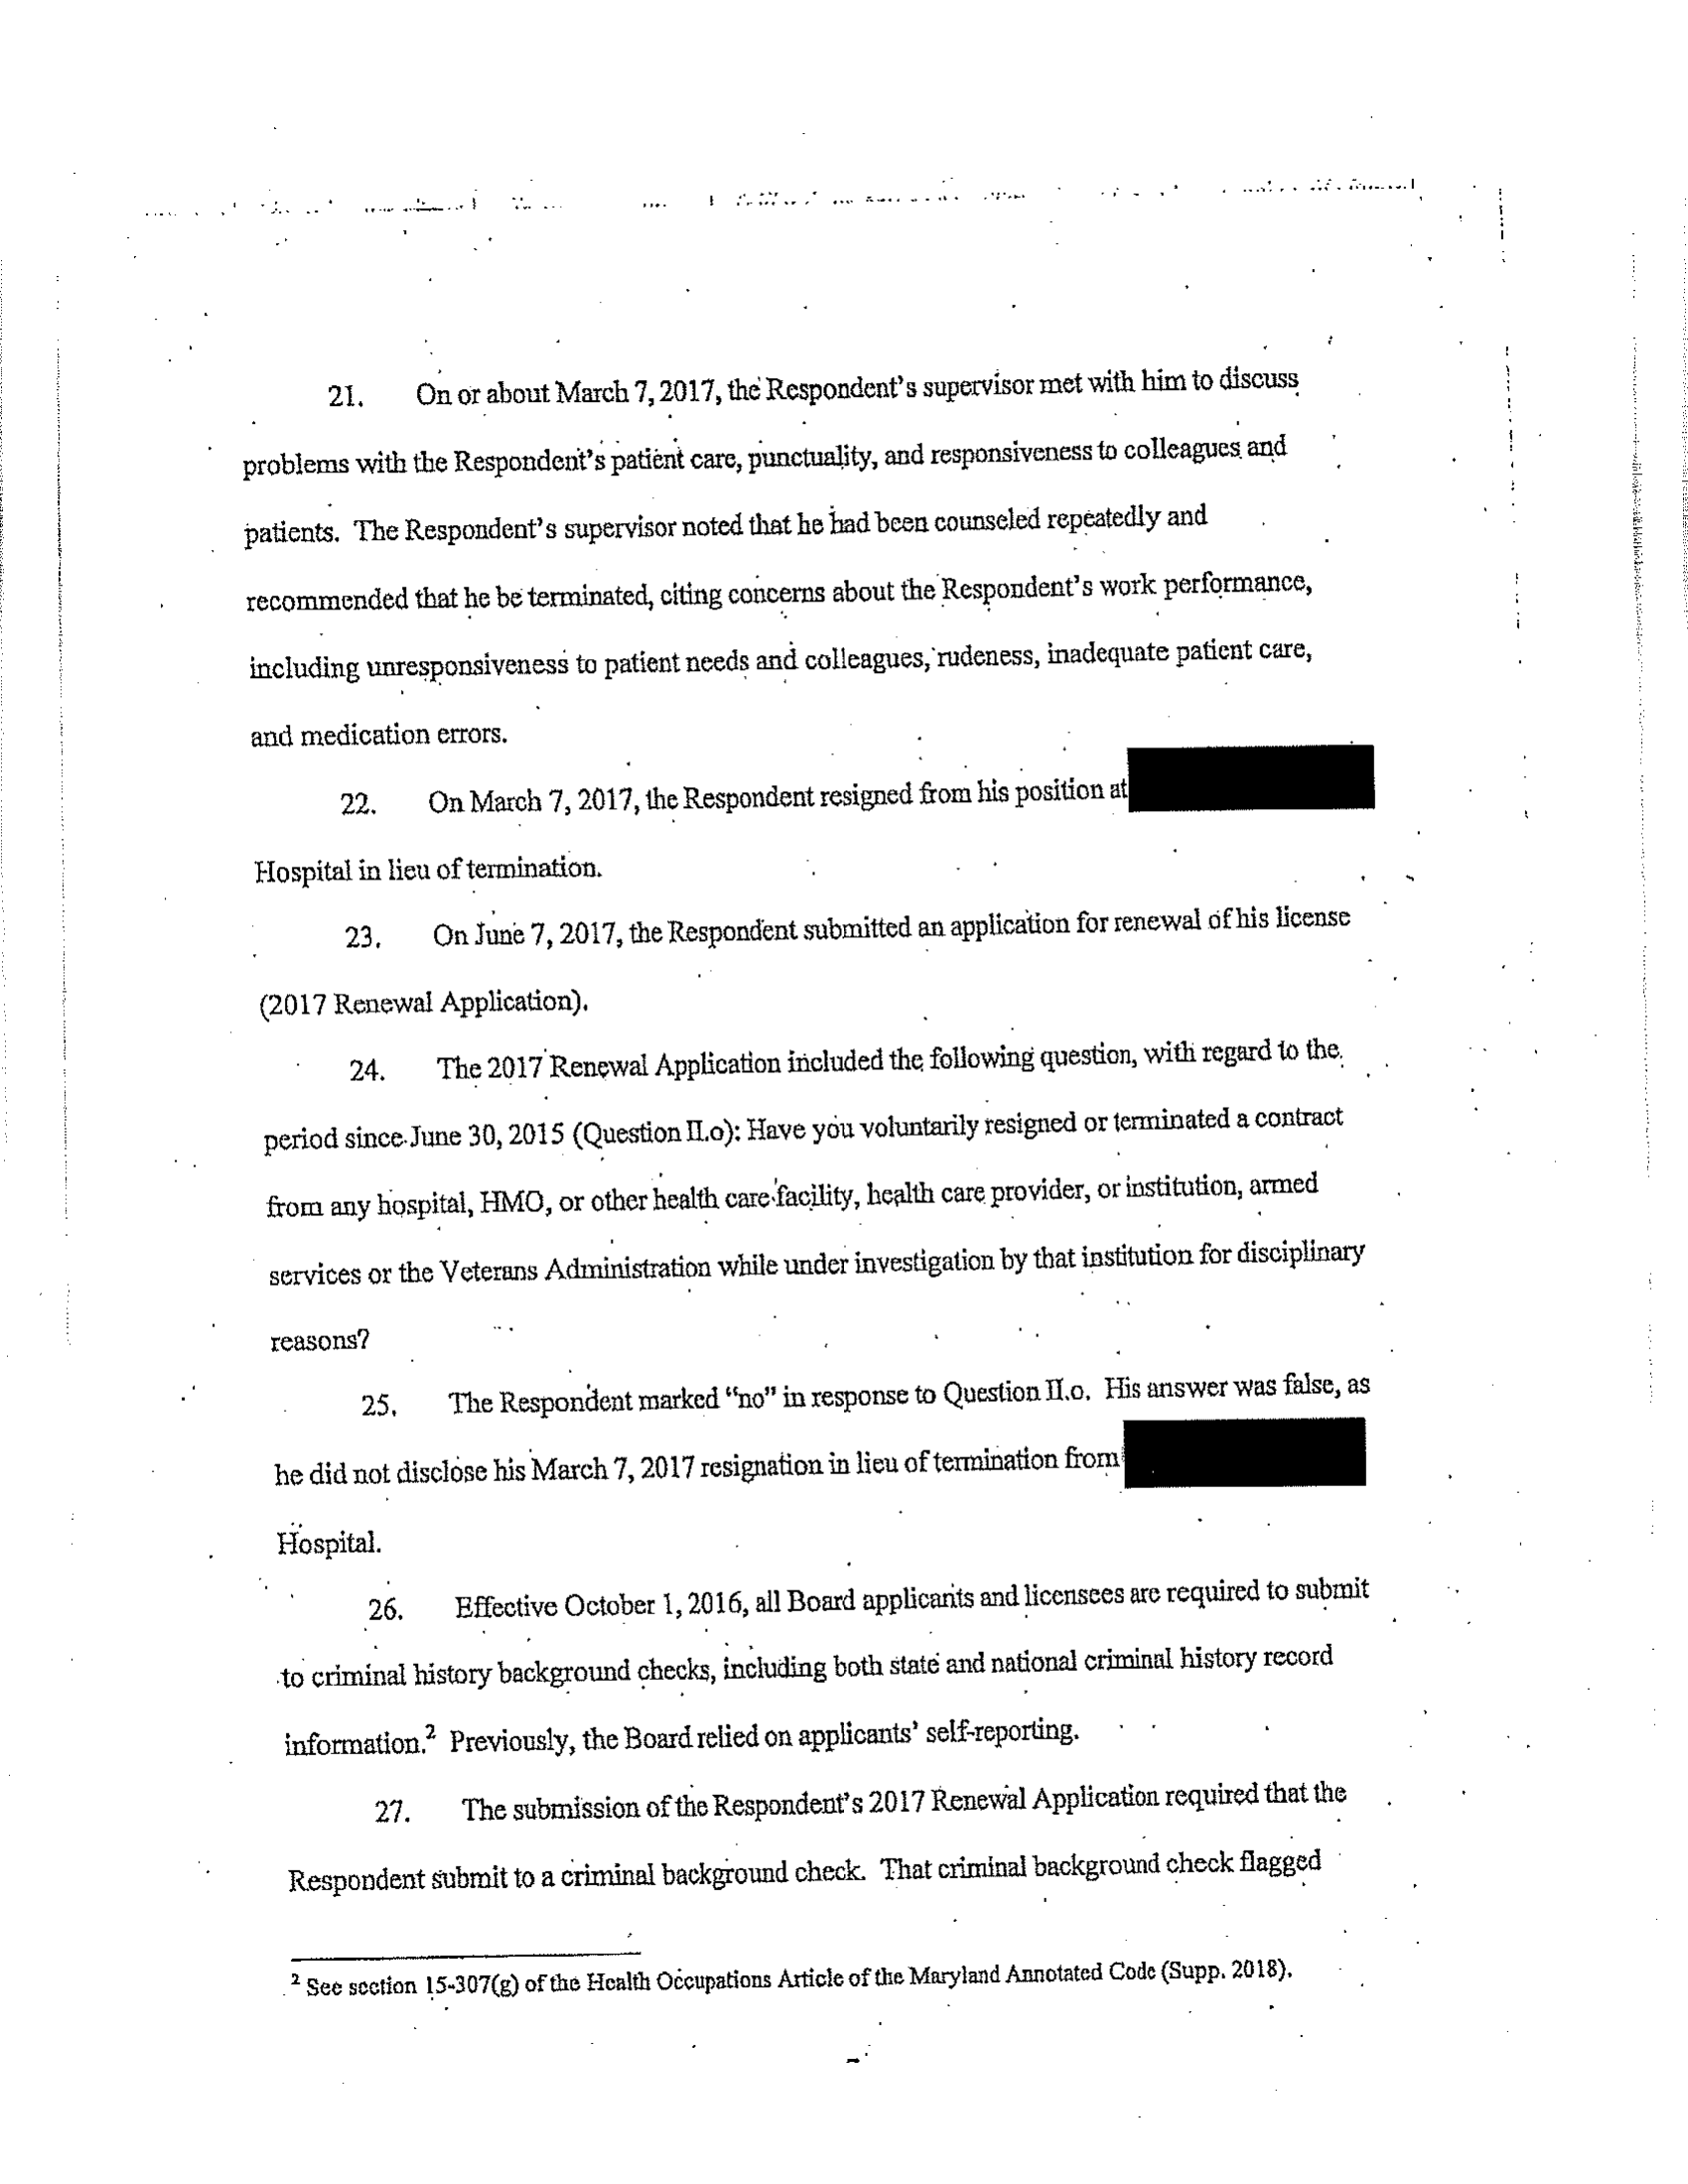 21. On or about March 7, 2017, the Respondent's supervisor met with him to discuss
problems with the Respondent's patient care, punctuality, and responsiveness to colleagues and
patients. The Respondent's supervisor noted that he had been counseled repeatedly and
recommended that he be terminated, citing concerns about the Respondent's work performance,
including unresponsiveness to patient needs and colleagues, rudeness, inadequate patient care,
and medication errors.
22. On March 7, 2017, the Respondent resigned from his position at
Hospital in lieu of termination.
23. On June 7, 2017, the Respondent submitted an application for renewal of his license
(2017 Renewal Application).
24. The 2017 Renewal Application included the following question, with regard to the
period since June 30, 2015 (Question II.o): Have you voluntarily resigned or terminated a contract
from any hospital, HMO, or other health care facility, health care provider, or institution, armed
services or the Veterans Administration while under investigation by that institution for disciplinary
reasons?
25. The Respondent marked “no” in response to Question II.o. His answer was false, as
he did not disclose his March 7, 2017 resignation in lieu of termination from
Hospital.
26. Effective October 1, 2016, all Board applicants and licensees are required to submit
to criminal history background checks, including both state and national criminal history record
information.² Previously, the Board relied on applicants' self-reporting.
27. The submission of the Respondent's 2017 Renewal Application required that the
Respondent submit to a criminal background check. That criminal background check flagged
² See section 15-307(g) of the Health Occupations Article of the Maryland Annotated Code (Supp. 2018).